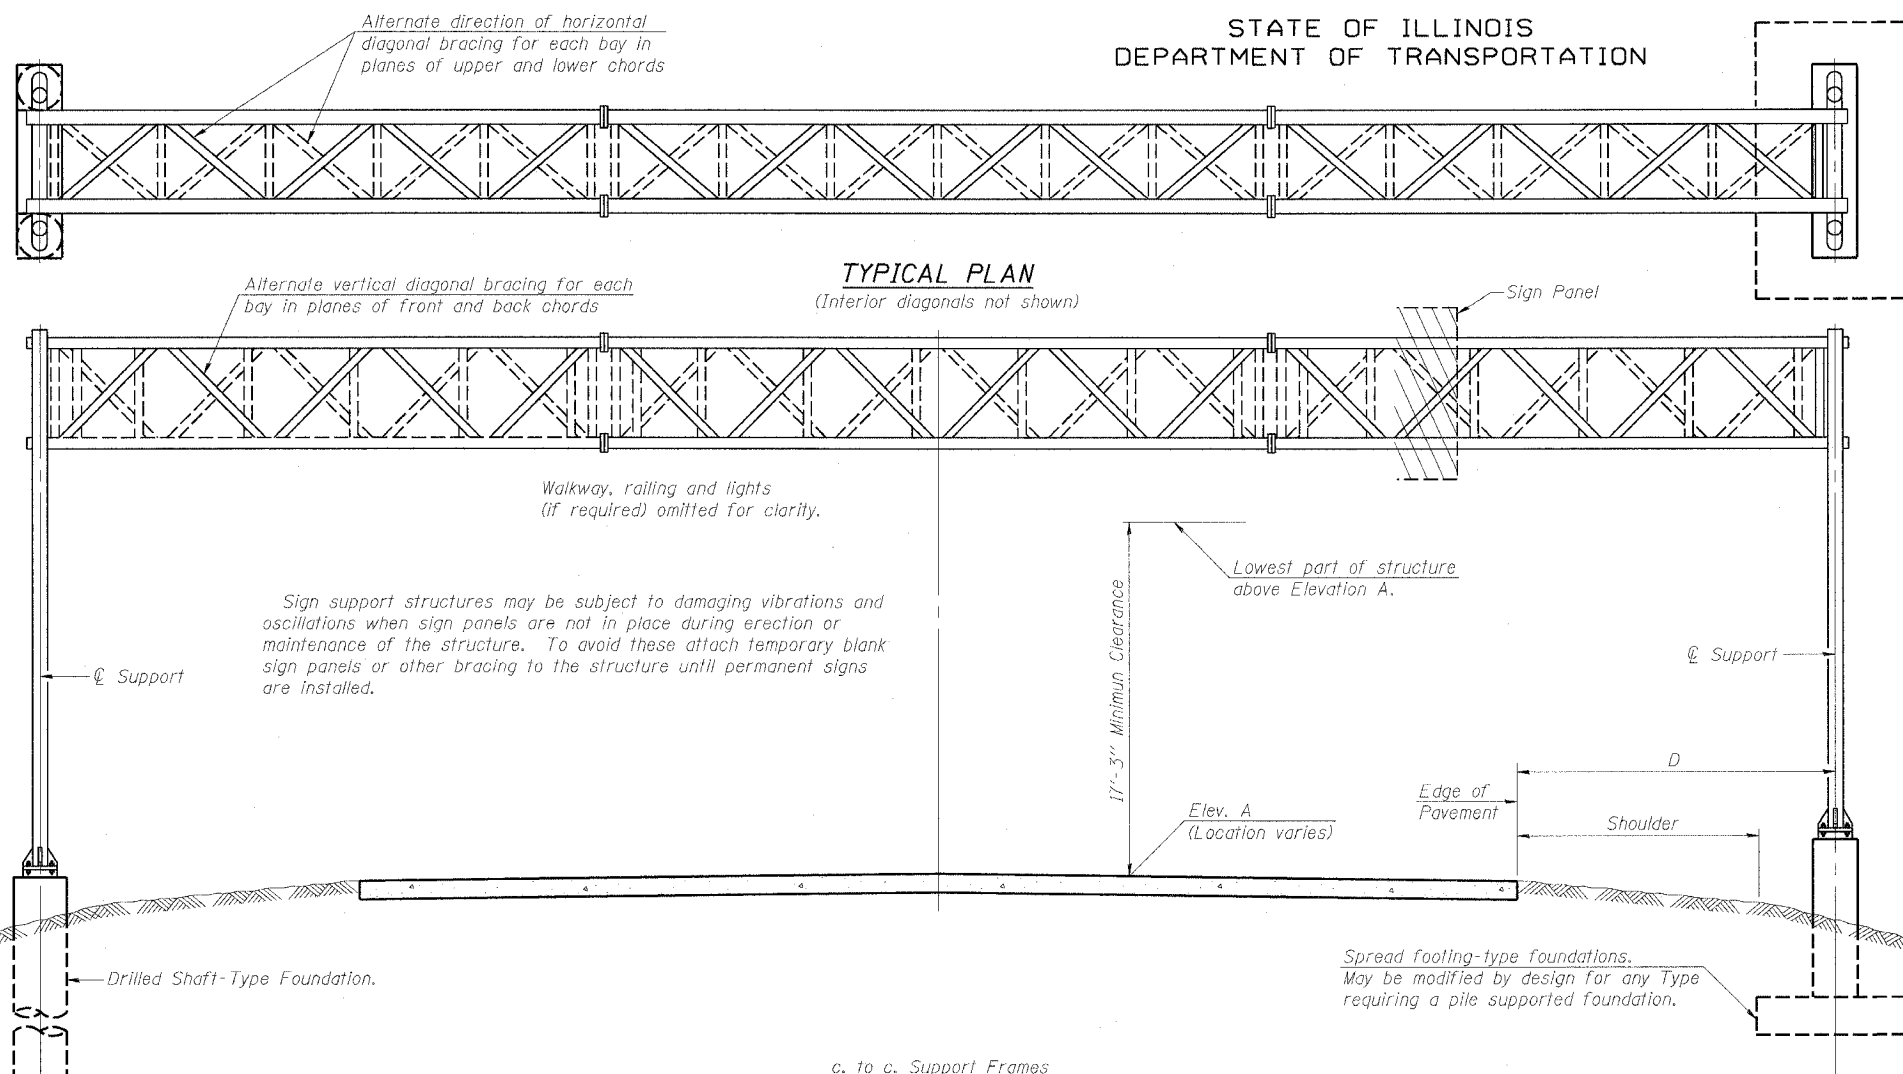 STATE OF ILLINOIS
DEPARTMENT OF TRANSPORTATION
Alternate direction of horizontal
diagonal bracing for each bay in
planes of upper and lower chords
TYPICAL PLAN
(Interior diagonals not shown)
Alternate vertical diagonal bracing for each
bay in planes of front and back chords
Sign Panel
Walkway, railing and lights
(if required) omitted for clarity.
Lowest part of structure
above Elevation A.
Sign support structures may be subject to damaging vibrations and
oscillations when sign panels are not in place during erection or
maintenance of the structure. To avoid these attach temporary blank
sign panels or other bracing to the structure until permanent signs
are installed.
17'-3" Minimun Clearance
℄ Support
℄ Support
D
Edge of
Pavement
Shoulder
Elev. A
(Location varies)
Drilled Shaft-Type Foundation.
Spread footing-type foundations.
May be modified by design for any Type
requiring a pile supported foundation.
c. to c. Support Frames